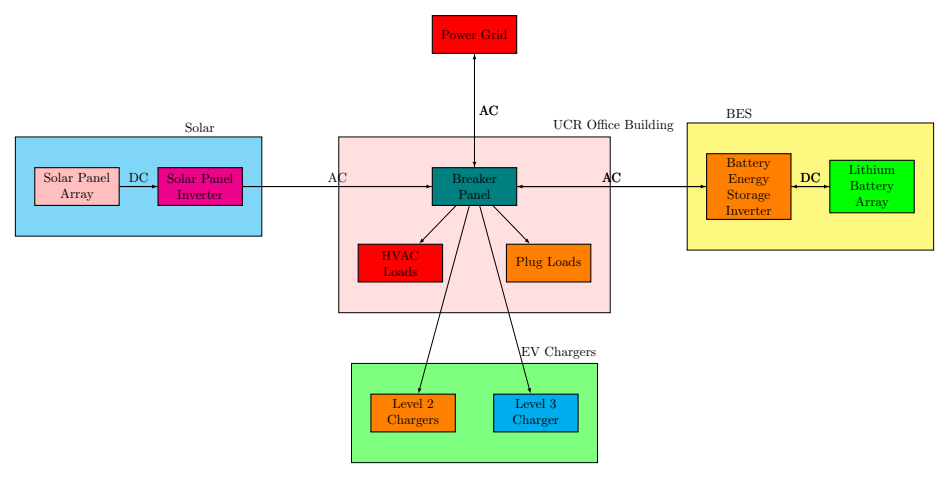 Power Grid
AC
UCR Office Building
BES
Solar
Solar Panel
Array
DC
Solar Panel
Inverter
AC
Breaker
Panel
AC
Battery
Energy
Storage
Inverter
DC
Lithium
Battery
Array
HVAC
Loads
Plug Loads
EV Chargers
Level 2
Chargers
Level 3
Charger